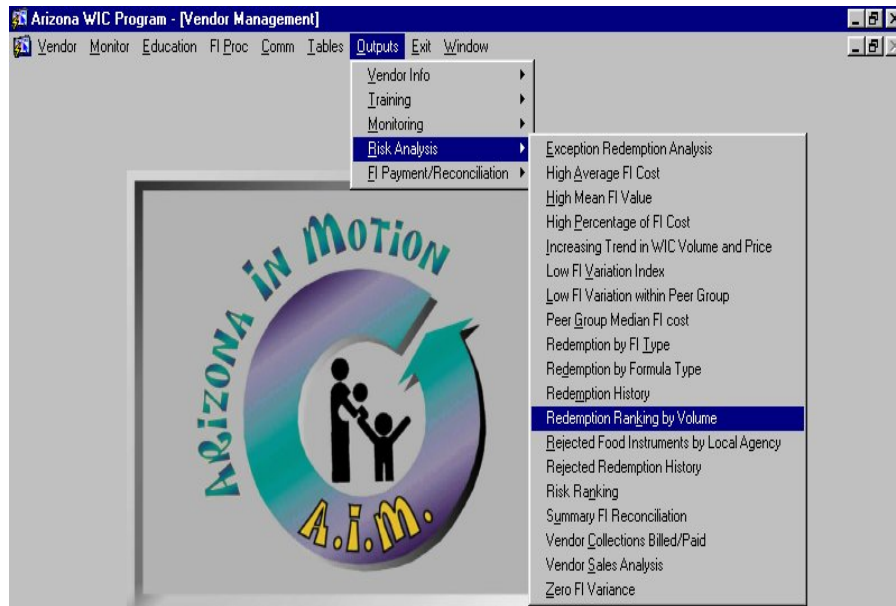 Arizona WIC Program - [Vendor Management]
Vendor Monitor Education FI Proc Comm Tables Outputs Exit Window
Vendor Info
Training
Monitoring
Risk Analysis
FI Payment/Reconciliation
Exception Redemption Analysis
High Average FI Cost
High Mean FI Value
High Percentage of FI Cost
Increasing Trend in WIC Volume and Price
Low FI Variation Index
Low FI Variation within Peer Group
Peer Group Median FI cost
Redemption by FI Type
Redemption by Formula Type
Redemption History
Redemption Ranking by Volume
Rejected Food Instruments by Local Agency
Rejected Redemption History
Risk Ranking
Summary FI Reconciliation
Vendor Collections Billed/Paid
Vendor Sales Analysis
Zero FI Variance
ARiZONA iN MOTiON
A.i.M.